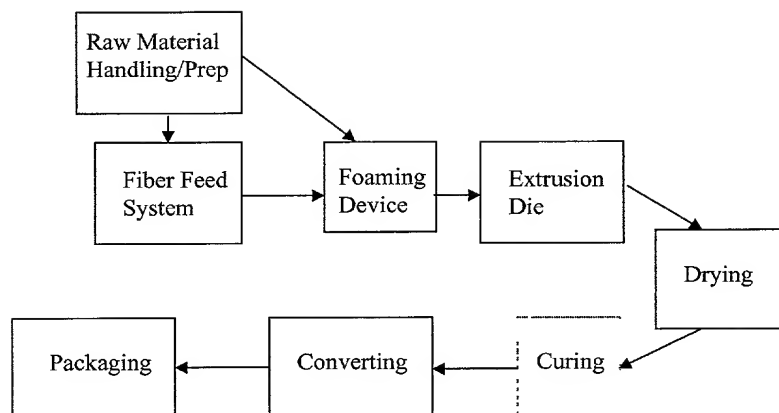 Raw Material
Handling/Prep
Fiber Feed
System
Foaming
Device
Extrusion
Die
Drying
Curing
Converting
Packaging